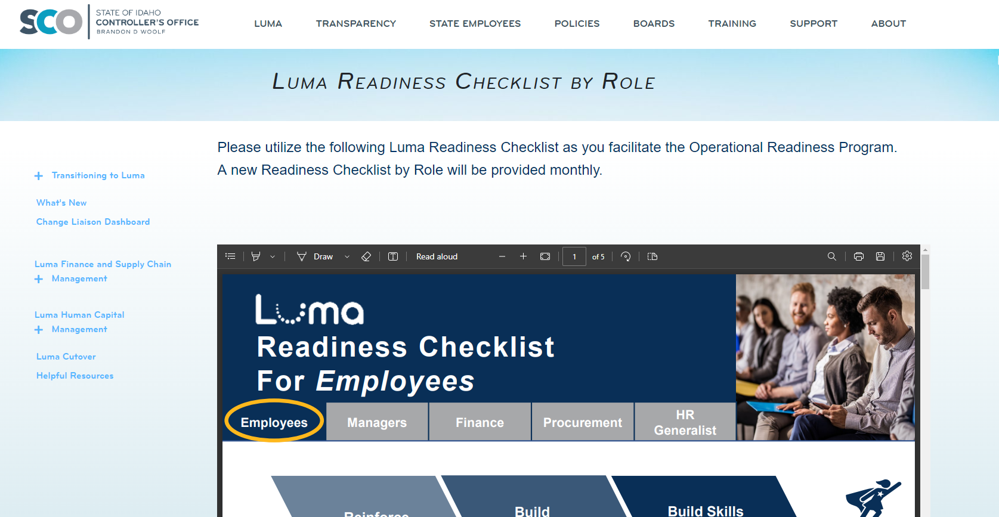 SCO
STATE OF IDAHO
CONTROLLER'S OFFICE
BRANDON D WOOLF
LUMA TRANSPARENCY STATE EMPLOYEES POLICIES BOARDS TRAINING SUPPORT ABOUT
LUMA READINESS CHECKLIST BY ROLE
Please utilize the following Luma Readiness Checklist as you facilitate the Operational Readiness Program.
A new Readiness Checklist by Role will be provided monthly.
+ Transitioning to Luma
What's New
Change Liaison Dashboard
Luma Finance and Supply Chain
+ Management
Luma Human Capital
+ Management
Luma Cutover
Helpful Resources
Draw Read aloud 1 of 5
Luma
Readiness Checklist
For Employees
Employees
Managers
Finance
Procurement
HR
Generalist
Reinforce
Build
Build Skills